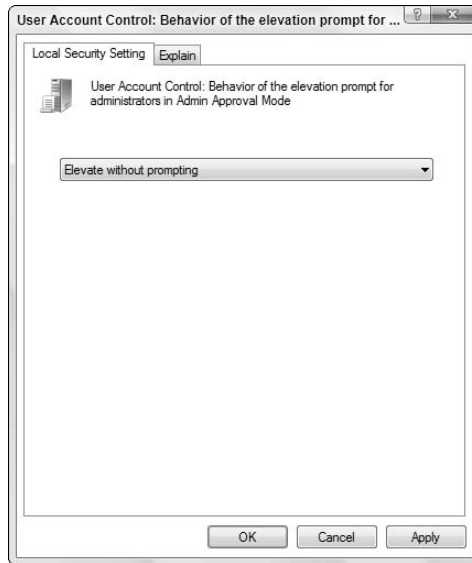 User Account Control: Behavior of the elevation prompt for ...
Local Security Setting
Explain
User Account Control: Behavior of the elevation prompt for
administrators in Admin Approval Mode
Elevate without prompting
OK
Cancel
Apply